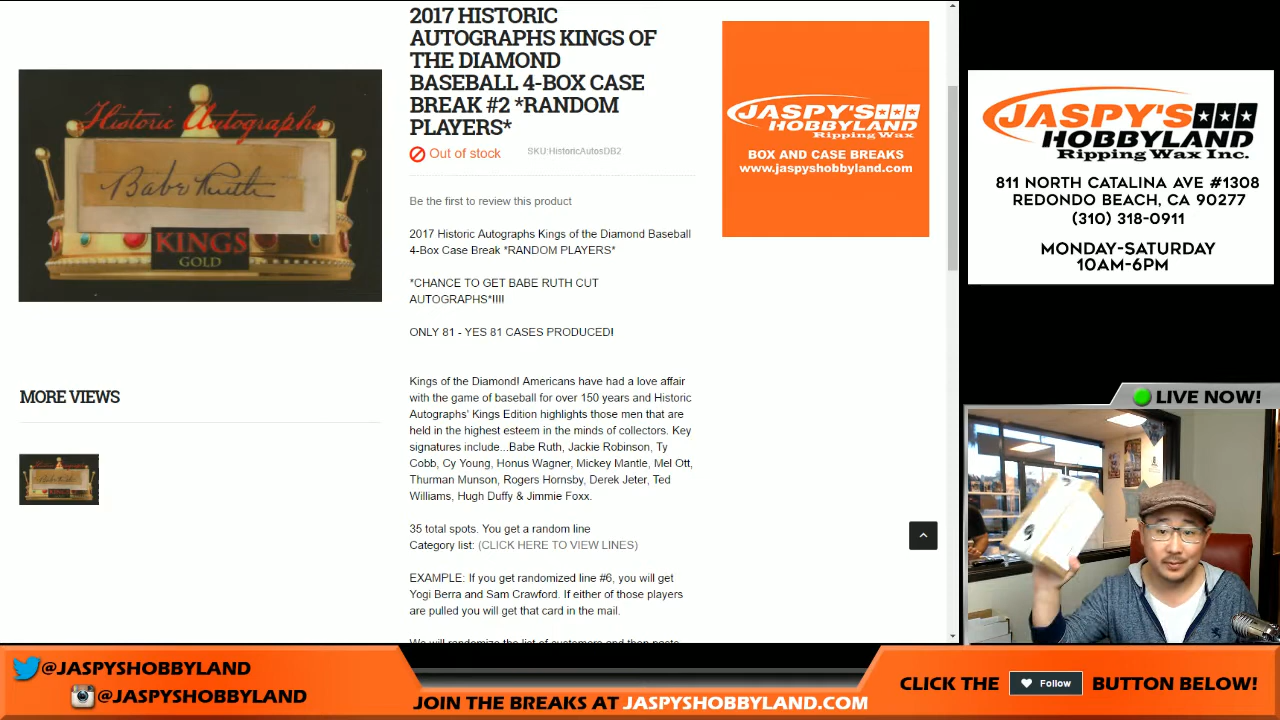 2017 HISTORIC
AUTOGRAPHS KINGS OF
THE DIAMOND
BASEBALL 4-BOX CASE
BREAK #2 *RANDOM
PLAYERS*
Out of stock
SKU:HistoricAutosDB2
Be the first to review this product
2017 Historic Autographs Kings of the Diamond Baseball
4-Box Case Break *RANDOM PLAYERS*
*CHANCE TO GET BABE RUTH CUT
AUTOGRAPHS*!!!!
ONLY 81 - YES 81 CASES PRODUCED!
Kings of the Diamond! Americans have had a love affair
with the game of baseball for over 150 years and Historic
Autographs' Kings Edition highlights those men that are
held in the highest esteem in the minds of collectors. Key
signatures include...Babe Ruth, Jackie Robinson, Ty
Cobb, Cy Young, Honus Wagner, Mickey Mantle, Mel Ott,
Thurman Munson, Rogers Hornsby, Derek Jeter, Ted
Williams, Hugh Duffy & Jimmie Foxx.
35 total spots. You get a random line
Category list: (CLICK HERE TO VIEW LINES)
EXAMPLE: If you get randomized line #6, you will get
Yogi Berra and Sam Crawford. If either of those players
are pulled you will get that card in the mail.
We will randomize the list of customers and then paste
Historic Autographs
Babe Ruth
KINGS
GOLD
MORE VIEWS
JASPY'S
HOBBYLAND
Ripping Wax
BOX AND CASE BREAKS
www.jaspyshobbyland.com
JASPY'S
HOBBYLAND
Ripping Wax Inc.
811 NORTH CATALINA AVE #1308
REDONDO BEACH, CA 90277
(310) 318-0911
MONDAY-SATURDAY
10AM-6PM
LIVE NOW!
@JASPYSHOBBYLAND
@JASPYSHOBBYLAND
JOIN THE BREAKS AT JASPYSHOBBYLAND.COM
CLICK THE Follow BUTTON BELOW!